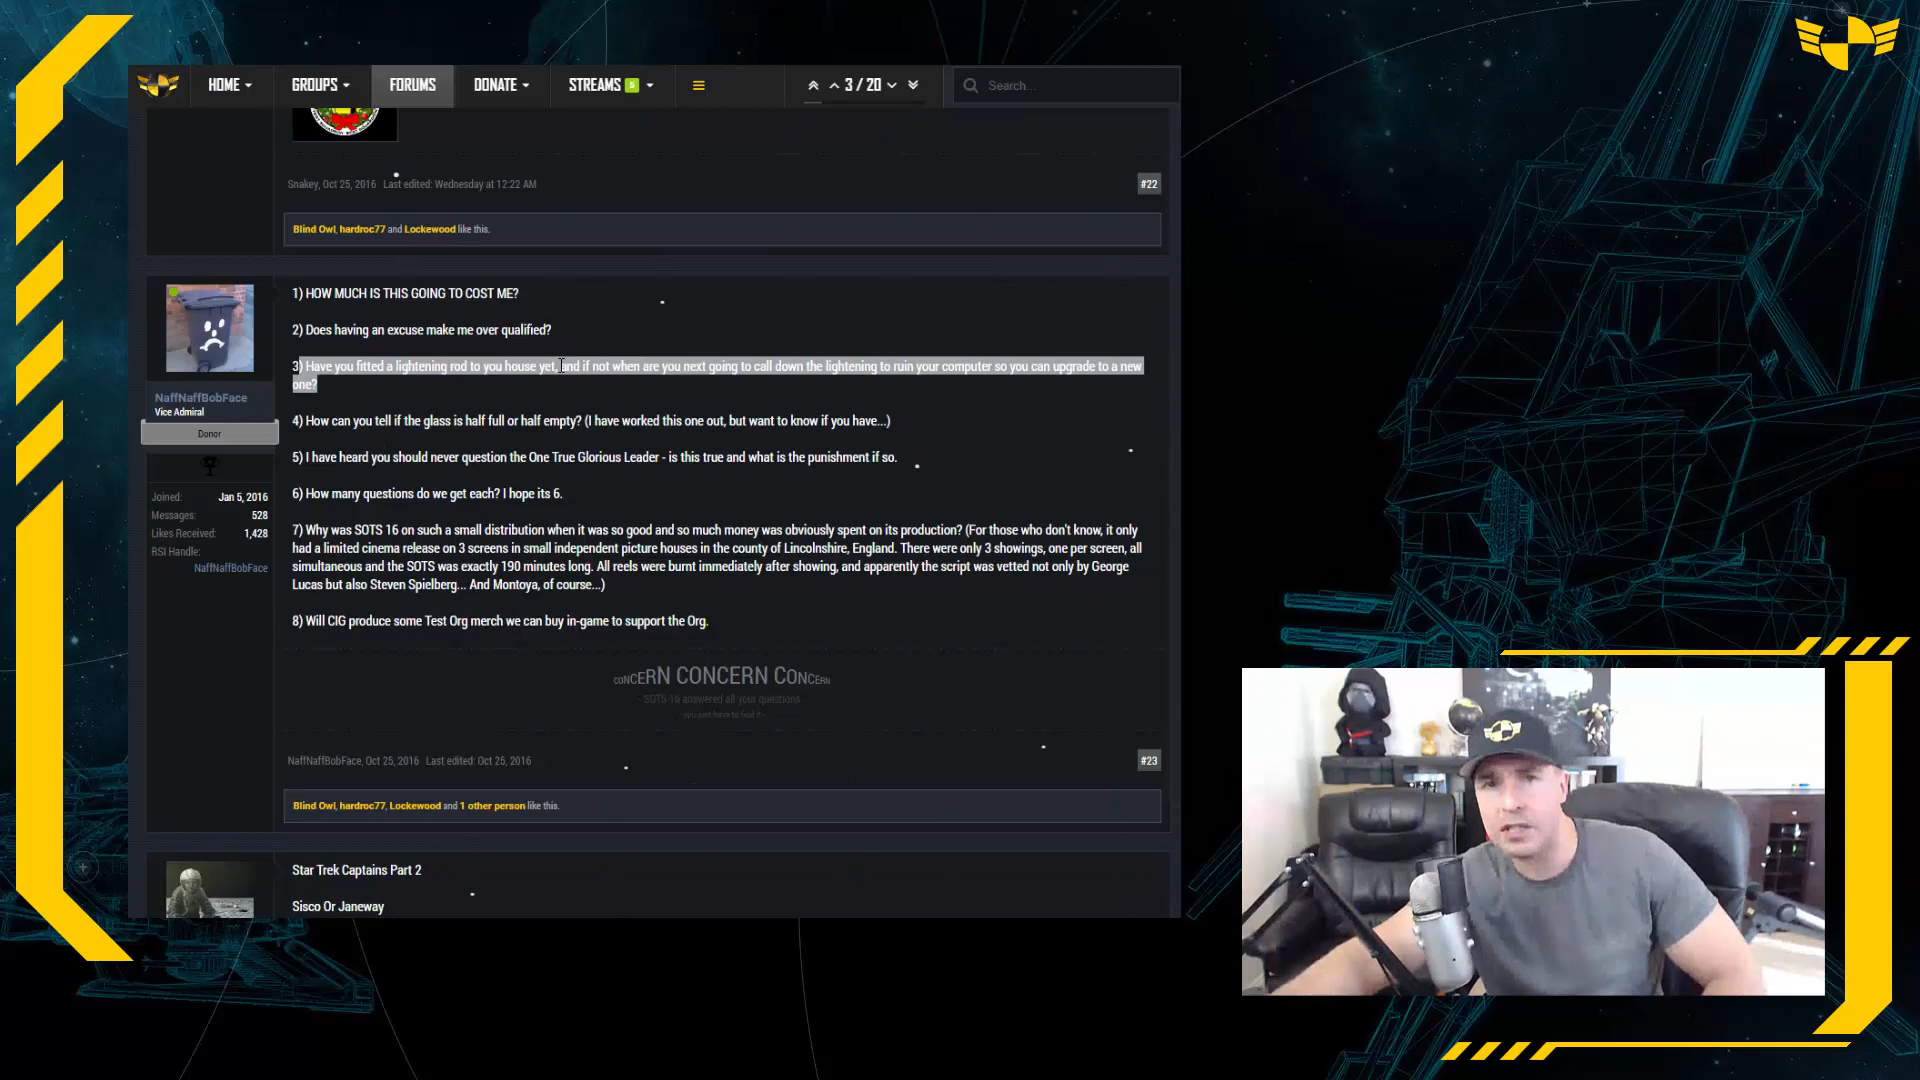 HOME
GROUPS
FORUMS
DONATE
STREAMS 5
3 / 20
Search...
Snakey, Oct 25, 2016 Last edited: Wednesday at 12:22 AM
#22
Blind Owl, hardroc77 and Lockewood like this.
1) HOW MUCH IS THIS GOING TO COST ME?
2) Does having an excuse make me over qualified?
3) Have you fitted a lightening rod to you house yet, and if not when are you next going to call down the lightening to ruin your computer so you can upgrade to a new
one?
NaffNaffBobFace
Vice Admiral
Donor
4) How can you tell if the glass is half full or half empty? (I have worked this one out, but want to know if you have...)
5) I have heard you should never question the One True Glorious Leader - is this true and what is the punishment if so.
6) How many questions do we get each? I hope its 6.
Joined: Jan 5, 2016
Messages: 528
Likes Received: 1,428
RSI Handle:
NaffNaffBobFace
7) Why was SOTS 16 on such a small distribution when it was so good and so much money was obviously spent on its production? (For those who don't know, it only
had a limited cinema release on 3 screens in small independent picture houses in the county of Lincolnshire, England. There were only 3 showings, one per screen, all
simultaneous and the SOTS was exactly 190 minutes long. All reels were burnt immediately after showing, and apparently the script was vetted not only by George
Lucas but also Steven Spielberg... And Montoya, of course...)
8) Will CIG produce some Test Org merch we can buy in-game to support the Org.
CONCERN CONCERN CONCERN
- SOTS-16 answered all your questions
- you just have to find it -
NaffNaffBobFace, Oct 25, 2016 Last edited: Oct 25, 2016
#23
Blind Owl, hardroc77, Lockewood and 1 other person like this.
Star Trek Captains Part 2
Sisco Or Janeway